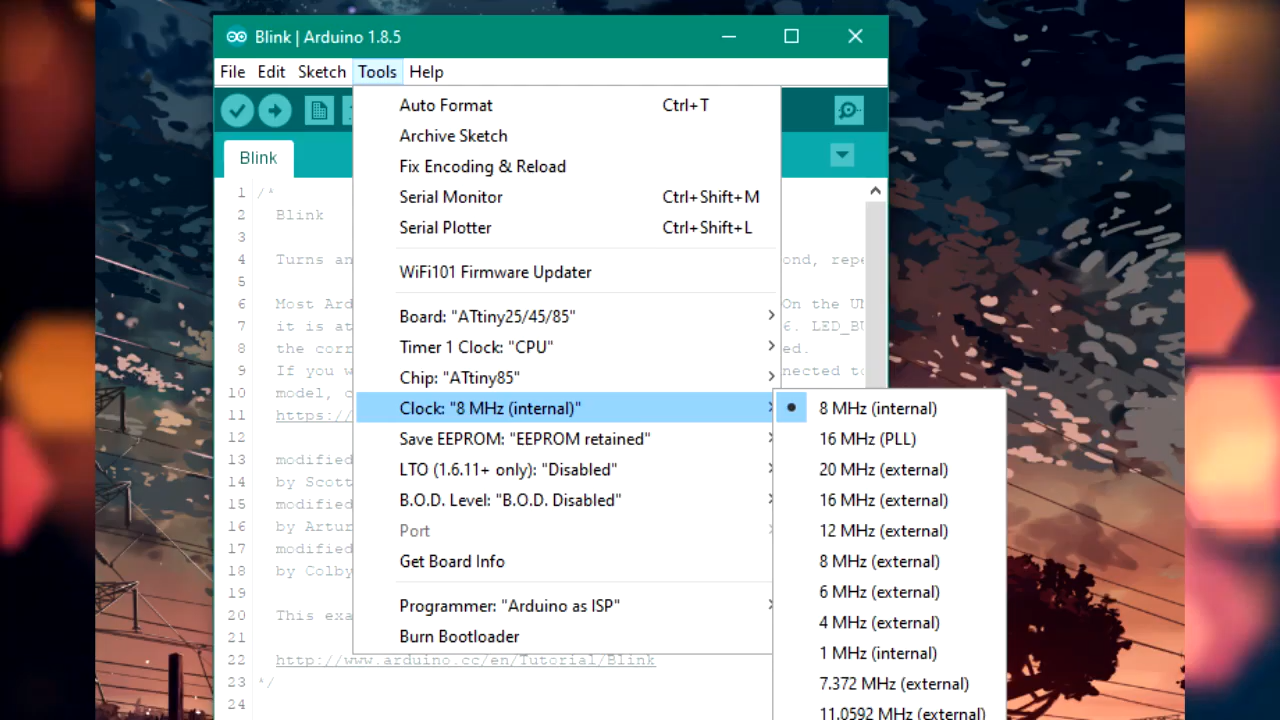 Blink | Arduino 1.8.5
File Edit Sketch Tools Help
Blink
Auto Format Ctrl+T
Archive Sketch
Fix Encoding & Reload
Serial Monitor Ctrl+Shift+M
Serial Plotter Ctrl+Shift+L
WiFi101 Firmware Updater
Board: "ATtiny25/45/85"
Timer 1 Clock: "CPU"
Chip: "ATtiny85"
Clock: "8 MHz (internal)"
Save EEPROM: "EEPROM retained"
LTO (1.6.11+ only): "Disabled"
B.O.D. Level: "B.O.D. Disabled"
Port
Get Board Info
Programmer: "Arduino as ISP"
Burn Bootloader
8 MHz (internal)
16 MHz (PLL)
20 MHz (external)
16 MHz (external)
12 MHz (external)
8 MHz (external)
6 MHz (external)
4 MHz (external)
1 MHz (internal)
7.372 MHz (external)
11.0592 MHz (external)
1 /*
2 Blink
3
4 Turns an ond, repe
5
6 Most Ard On the
7 it is at 6.
8 the corr ed.
9 If you w nected to
10 model,
11 https://
12
13 modified
14 by Scott
15 modified
16 by Artur
17 modified
18 by Colby
19
20 This exa
21
22 http://www.arduino.cc/en/Tutorial/Blink
23 */
24